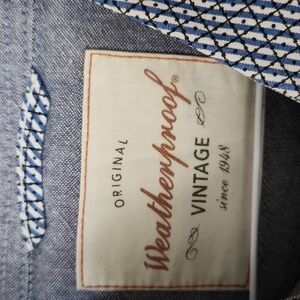 ORIGINAL
Weatherproof®
VINTAGE
since 1948